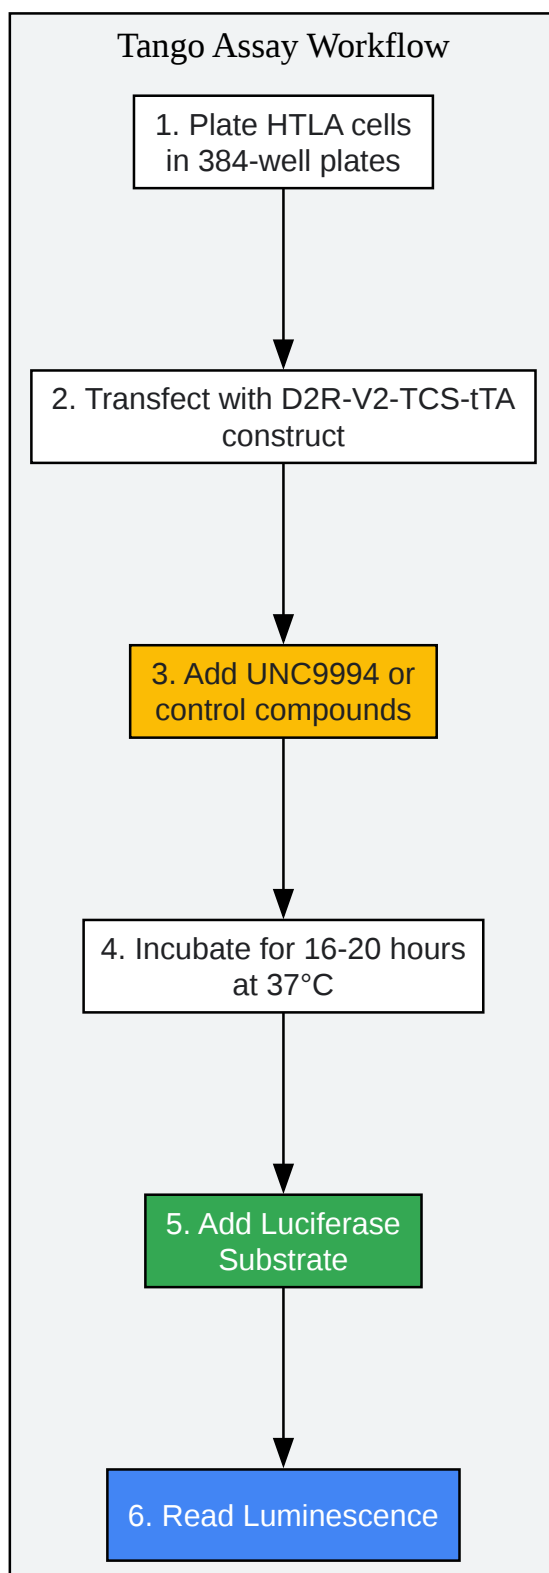 Tango Assay Workflow
1. Plate HTLA cells
in 384-well plates
2. Transfect with D2R-V2-TCS-tTA
construct
3. Add UNC9994 or
control compounds
4. Incubate for 16-20 hours
at 37°C
5. Add Luciferase
Substrate
6. Read Luminescence